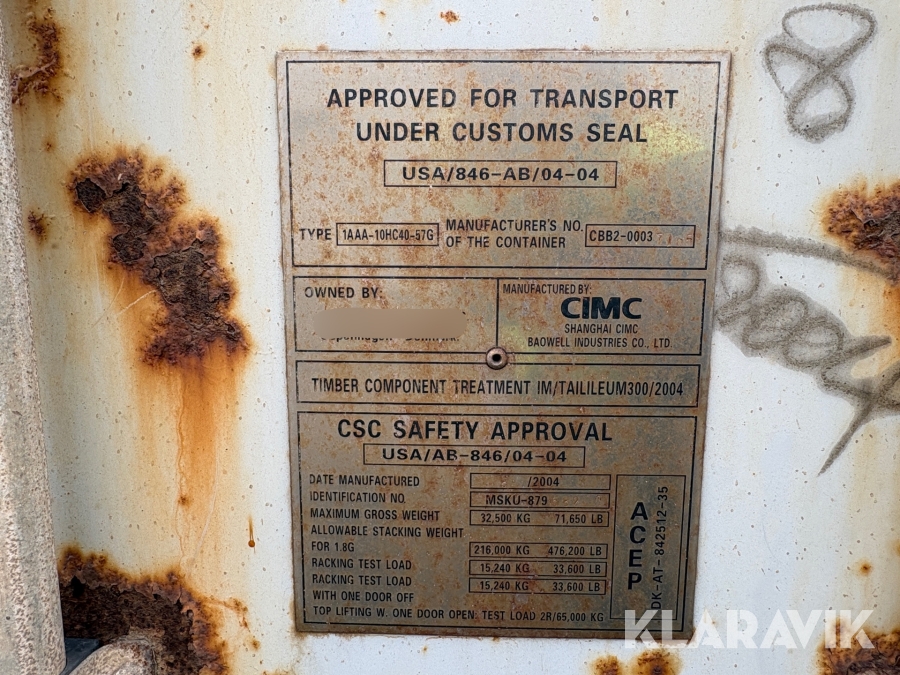 APPROVED FOR TRANSPORT
UNDER CUSTOMS SEAL
USA/846-AB/04-04
TYPE 1AAA-10HC40-57G MANUFACTURER'S NO. OF THE CONTAINER CBB2-0003
OWNED BY:
MANUFACTURED BY:
CIMC
SHANGHAI CIMC
BAOWELL INDUSTRIES CO., LTD.
TIMBER COMPONENT TREATMENT IM/TAILILEUM300/2004
CSC SAFETY APPROVAL
USA/AB-846/04-04
DATE MANUFACTURED /2004
IDENTIFICATION NO. MSKU-879
MAXIMUM GROSS WEIGHT 32,500 KG 71,650 LB
ALLOWABLE STACKING WEIGHT
FOR 1.8G 216,000 KG 476,200 LB
RACKING TEST LOAD 15,240 KG 33,600 LB
RACKING TEST LOAD 15,240 KG 33,600 LB
WITH ONE DOOR OFF
TOP LIFTING W. ONE DOOR OPEN: TEST LOAD 2R/65,000 KG
ACEP
DK-AT-842512-35
8
KLARAVIK